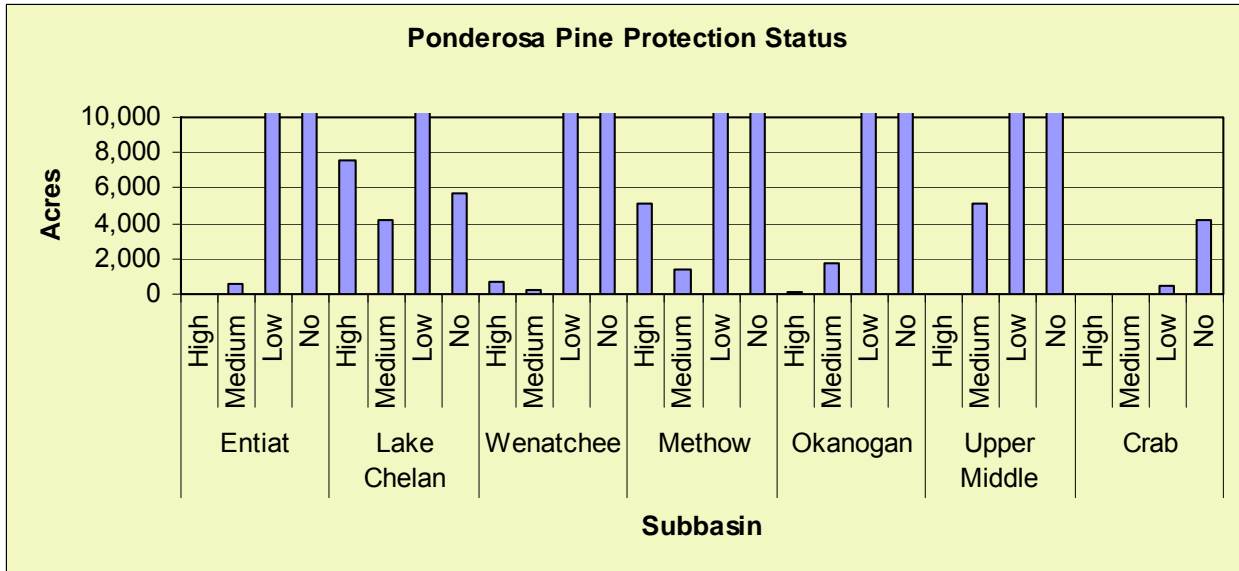 Ponderosa Pine Protection Status
Acres
10,000
8,000
6,000
4,000
2,000
0
High Medium Low No High Medium Low No High Medium Low No High Medium Low No High Medium Low No High Medium Low No High Medium Low No
Entiat Lake Wenatchee Methow Okanogan Upper Crab
Chelan Middle
Subbasin